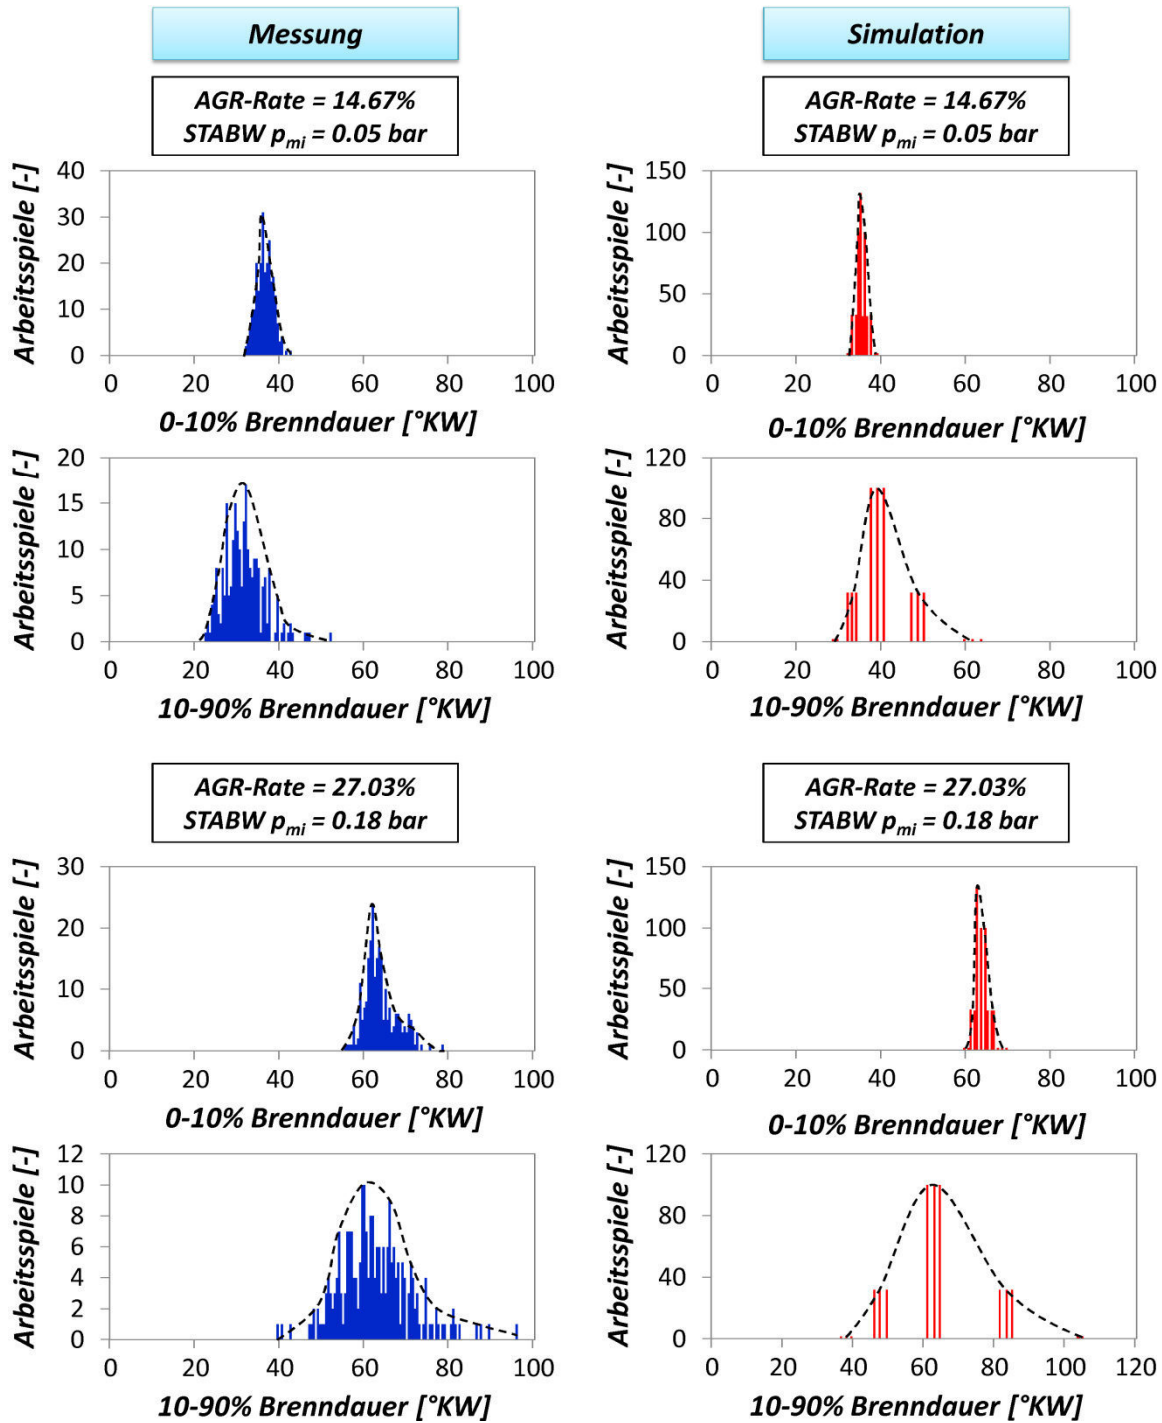 Messung
Simulation
AGR-Rate = 14.67%
STABW pmi = 0.05 bar
AGR-Rate = 14.67%
STABW pmi = 0.05 bar
Arbeitsspiele [-]
40
30
20
10
0
0 20 40 60 80 100
0-10% Brenndauer [°KW]
Arbeitsspiele [-]
150
100
50
0
0 20 40 60 80 100
0-10% Brenndauer [°KW]
Arbeitsspiele [-]
20
15
10
5
0
0 20 40 60 80 100
10-90% Brenndauer [°KW]
Arbeitsspiele [-]
120
80
40
0
0 20 40 60 80 100
10-90% Brenndauer [°KW]
AGR-Rate = 27.03%
STABW pmi = 0.18 bar
AGR-Rate = 27.03%
STABW pmi = 0.18 bar
Arbeitsspiele [-]
30
20
10
0
0 20 40 60 80 100
0-10% Brenndauer [°KW]
Arbeitsspiele [-]
150
100
50
0
0 20 40 60 80 100
0-10% Brenndauer [°KW]
Arbeitsspiele [-]
12
10
8
6
4
2
0
0 20 40 60 80 100
10-90% Brenndauer [°KW]
Arbeitsspiele [-]
120
80
40
0
0 20 40 60 80 100 120
10-90% Brenndauer [°KW]